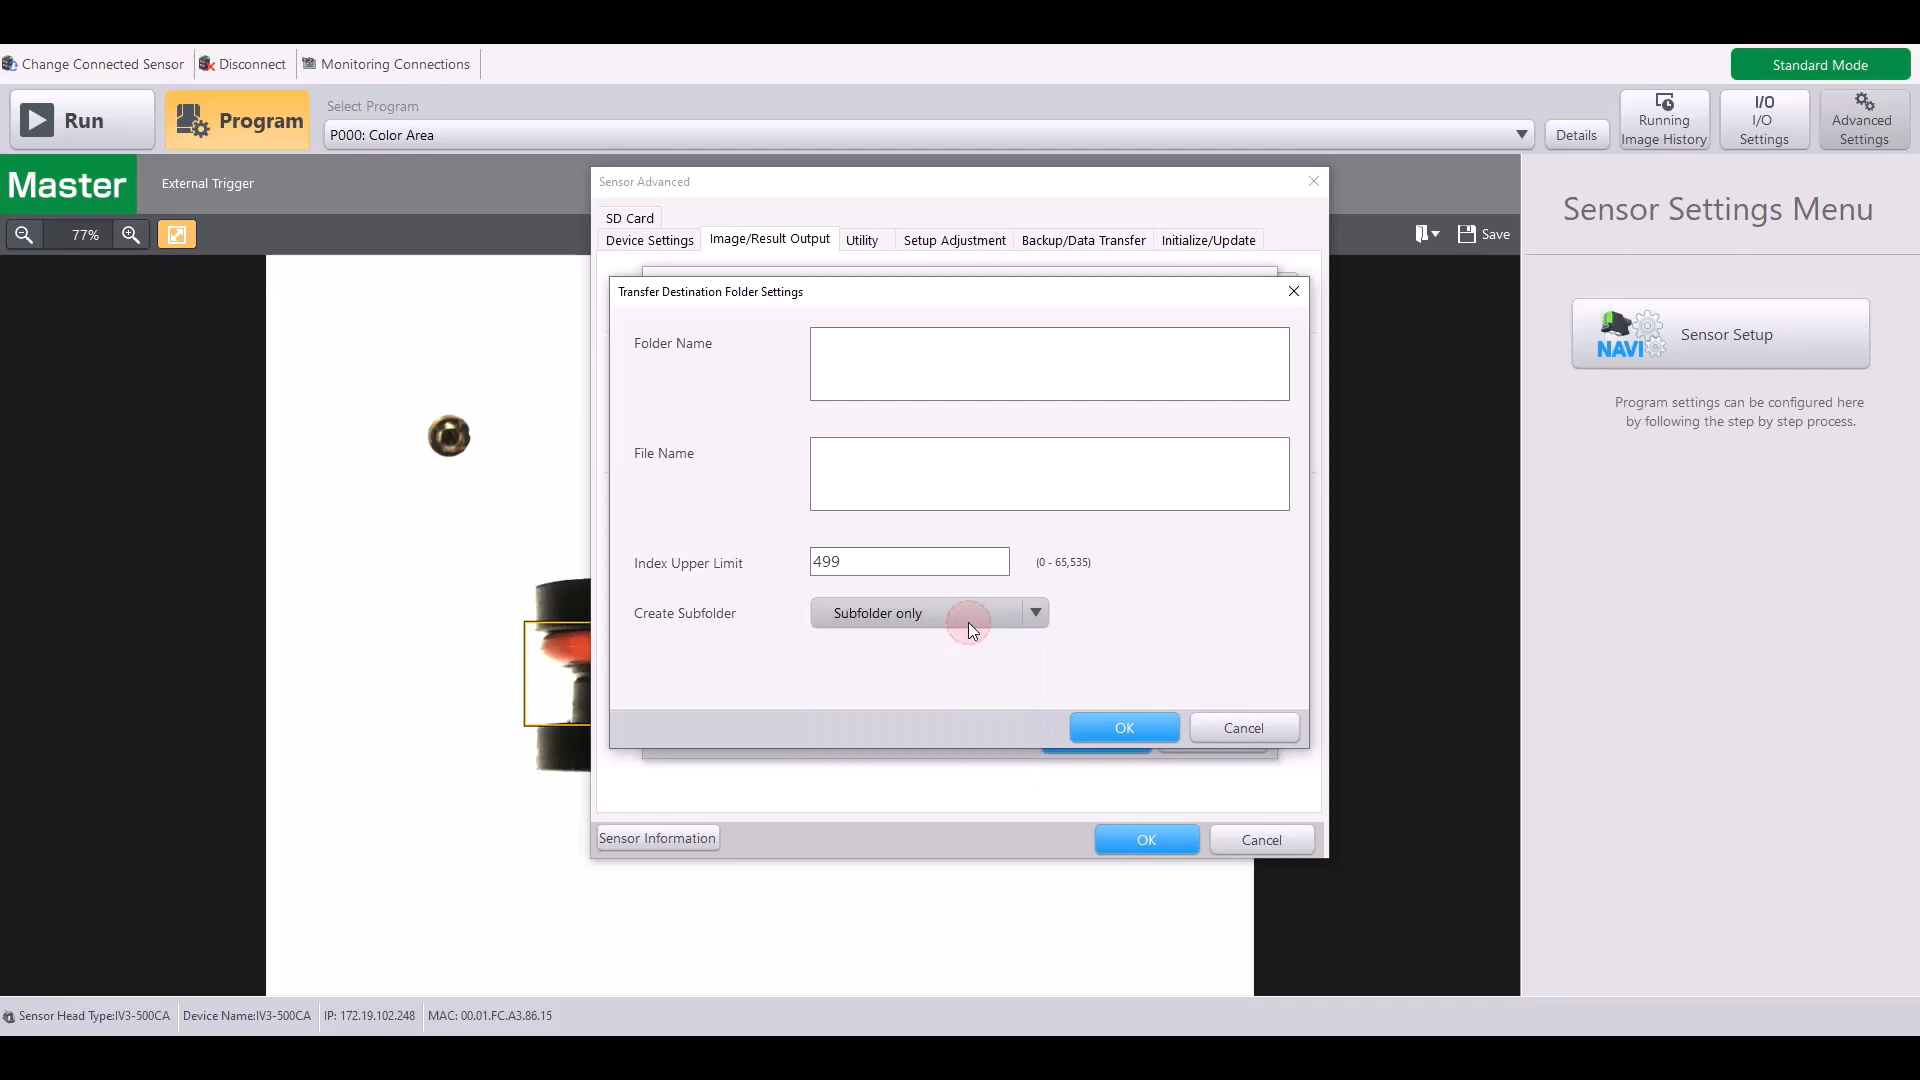 Change Connected Sensor
Disconnect
Monitoring Connections
Standard Mode
Run
Program
Select Program
P000: Color Area
Details
Running
Image History
I/O
I/O
Settings
Advanced
Settings
Master
External Trigger
77%
Save
Sensor Advanced
SD Card
Device Settings
Image/Result Output
Utility
Setup Adjustment
Backup/Data Transfer
Initialize/Update
Transfer Destination Folder Settings
Folder Name
File Name
Index Upper Limit
499
(0 - 65,535)
Create Subfolder
Subfolder only
OK
Cancel
Sensor Information
OK
Cancel
Sensor Settings Menu
NAVI
Sensor Setup
Program settings can be configured here
by following the step by step process.
Sensor Head Type:IV3-500CA
Device Name:IV3-500CA
IP: 172.19.102.248
MAC: 00.01.FC.A3.86.15